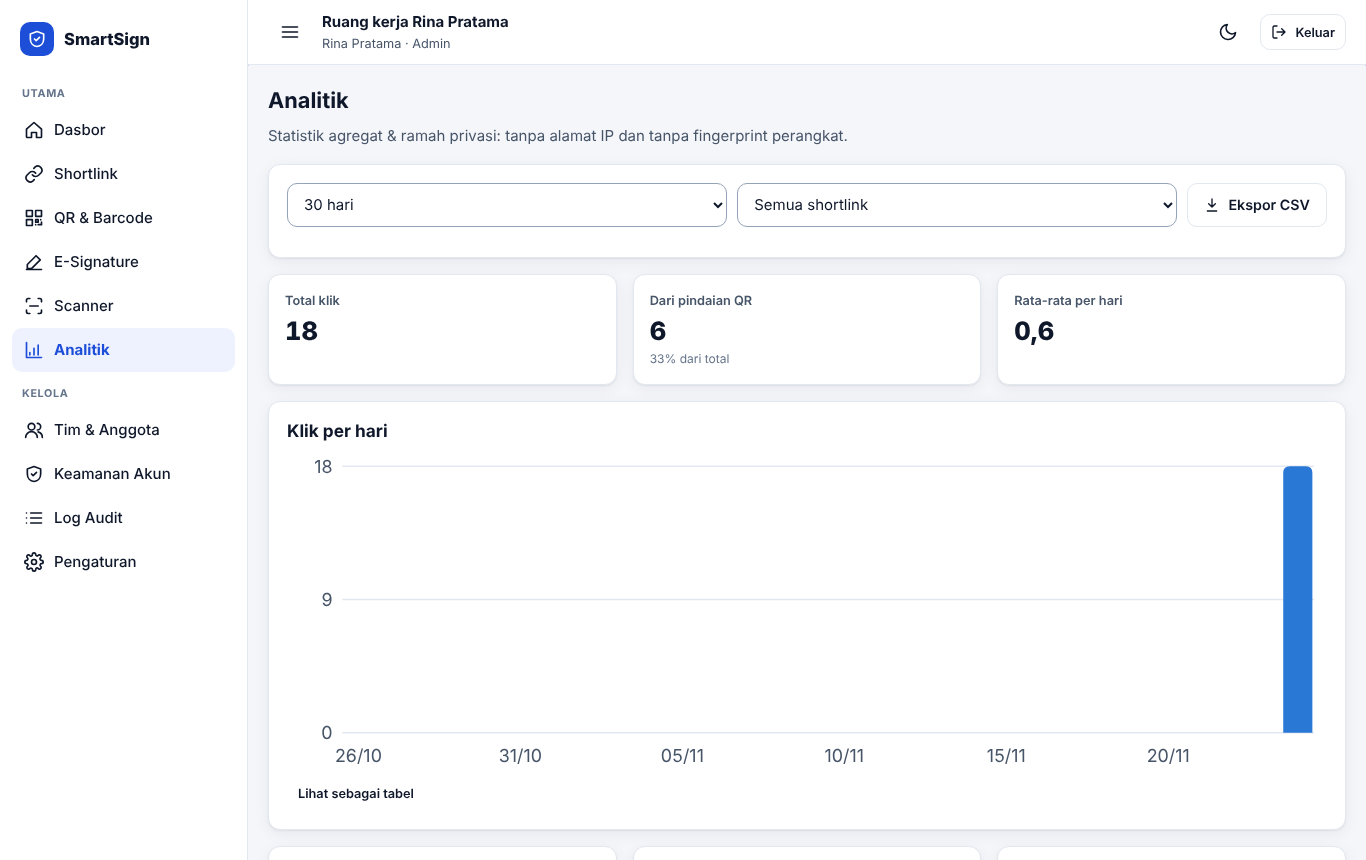 SmartSign
UTAMA
Dasbor
Shortlink
QR & Barcode
E-Signature
Scanner
Analitik
KELOLA
Tim & Anggota
Keamanan Akun
Log Audit
Pengaturan
Ruang kerja Rina Pratama
Rina Pratama · Admin
Keluar
Analitik
Statistik agregat & ramah privasi: tanpa alamat IP dan tanpa fingerprint perangkat.
30 hari
Semua shortlink
Ekspor CSV
Total klik
18
Dari pindaian QR
6
33% dari total
Rata-rata per hari
0,6
Klik per hari
18
9
0
26/10 31/10 05/11 10/11 15/11 20/11
Lihat sebagai tabel